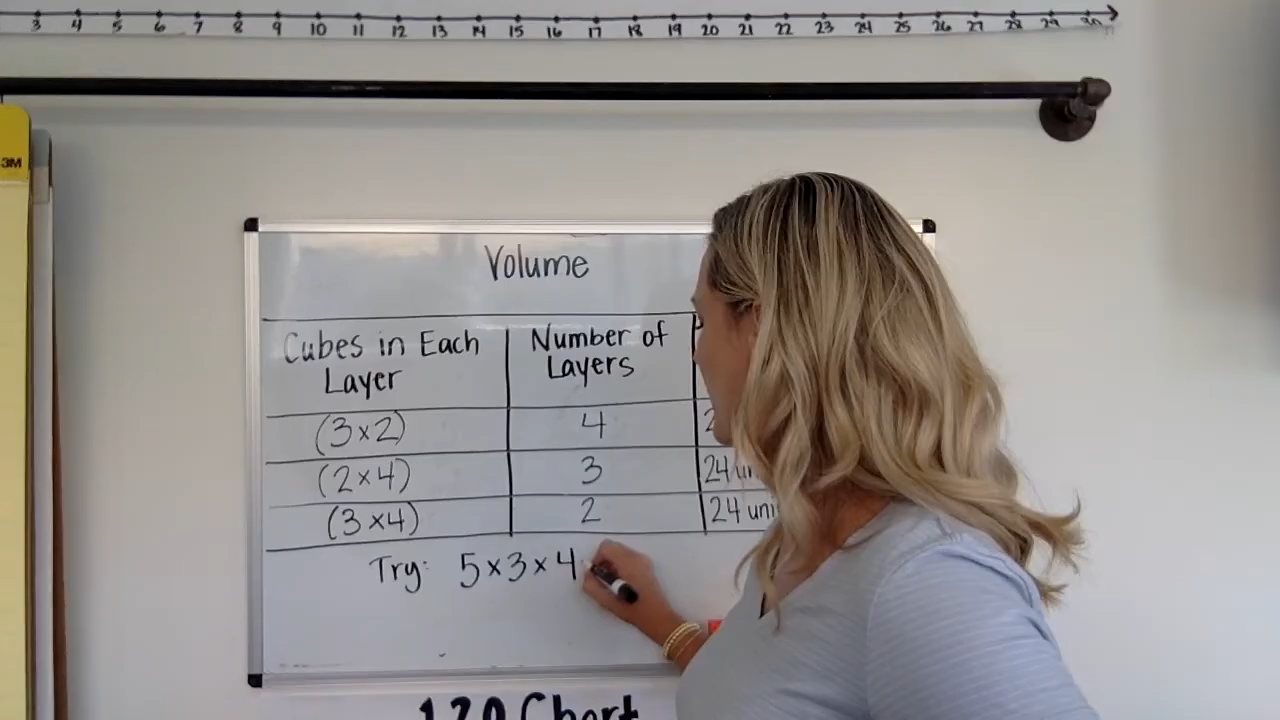 3 4 5 6 7 8 9 10 11 12 13 14 15 16 17 18 19 20 21 22 23 24 25 26 27 28 29 30
3M
Volume
Cubes in Each Layer
Number of Layers
(3×2) 4 2
(2×4) 3 24
(3×4) 2 24
Try: 5×3×4
120 Chart